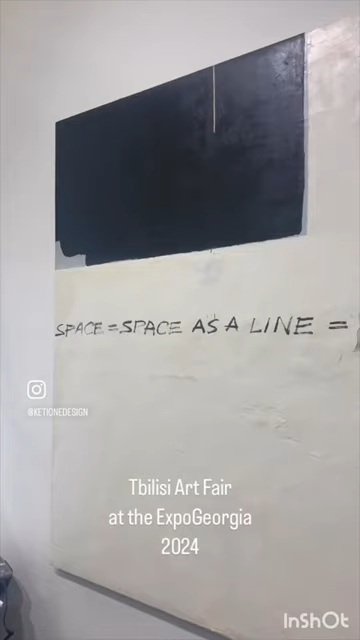 SPACE = SPACE AS A LINE =
@KETIONEDESIGN
Tbilisi Art Fair
at the ExpoGeorgia
2024
InShOt